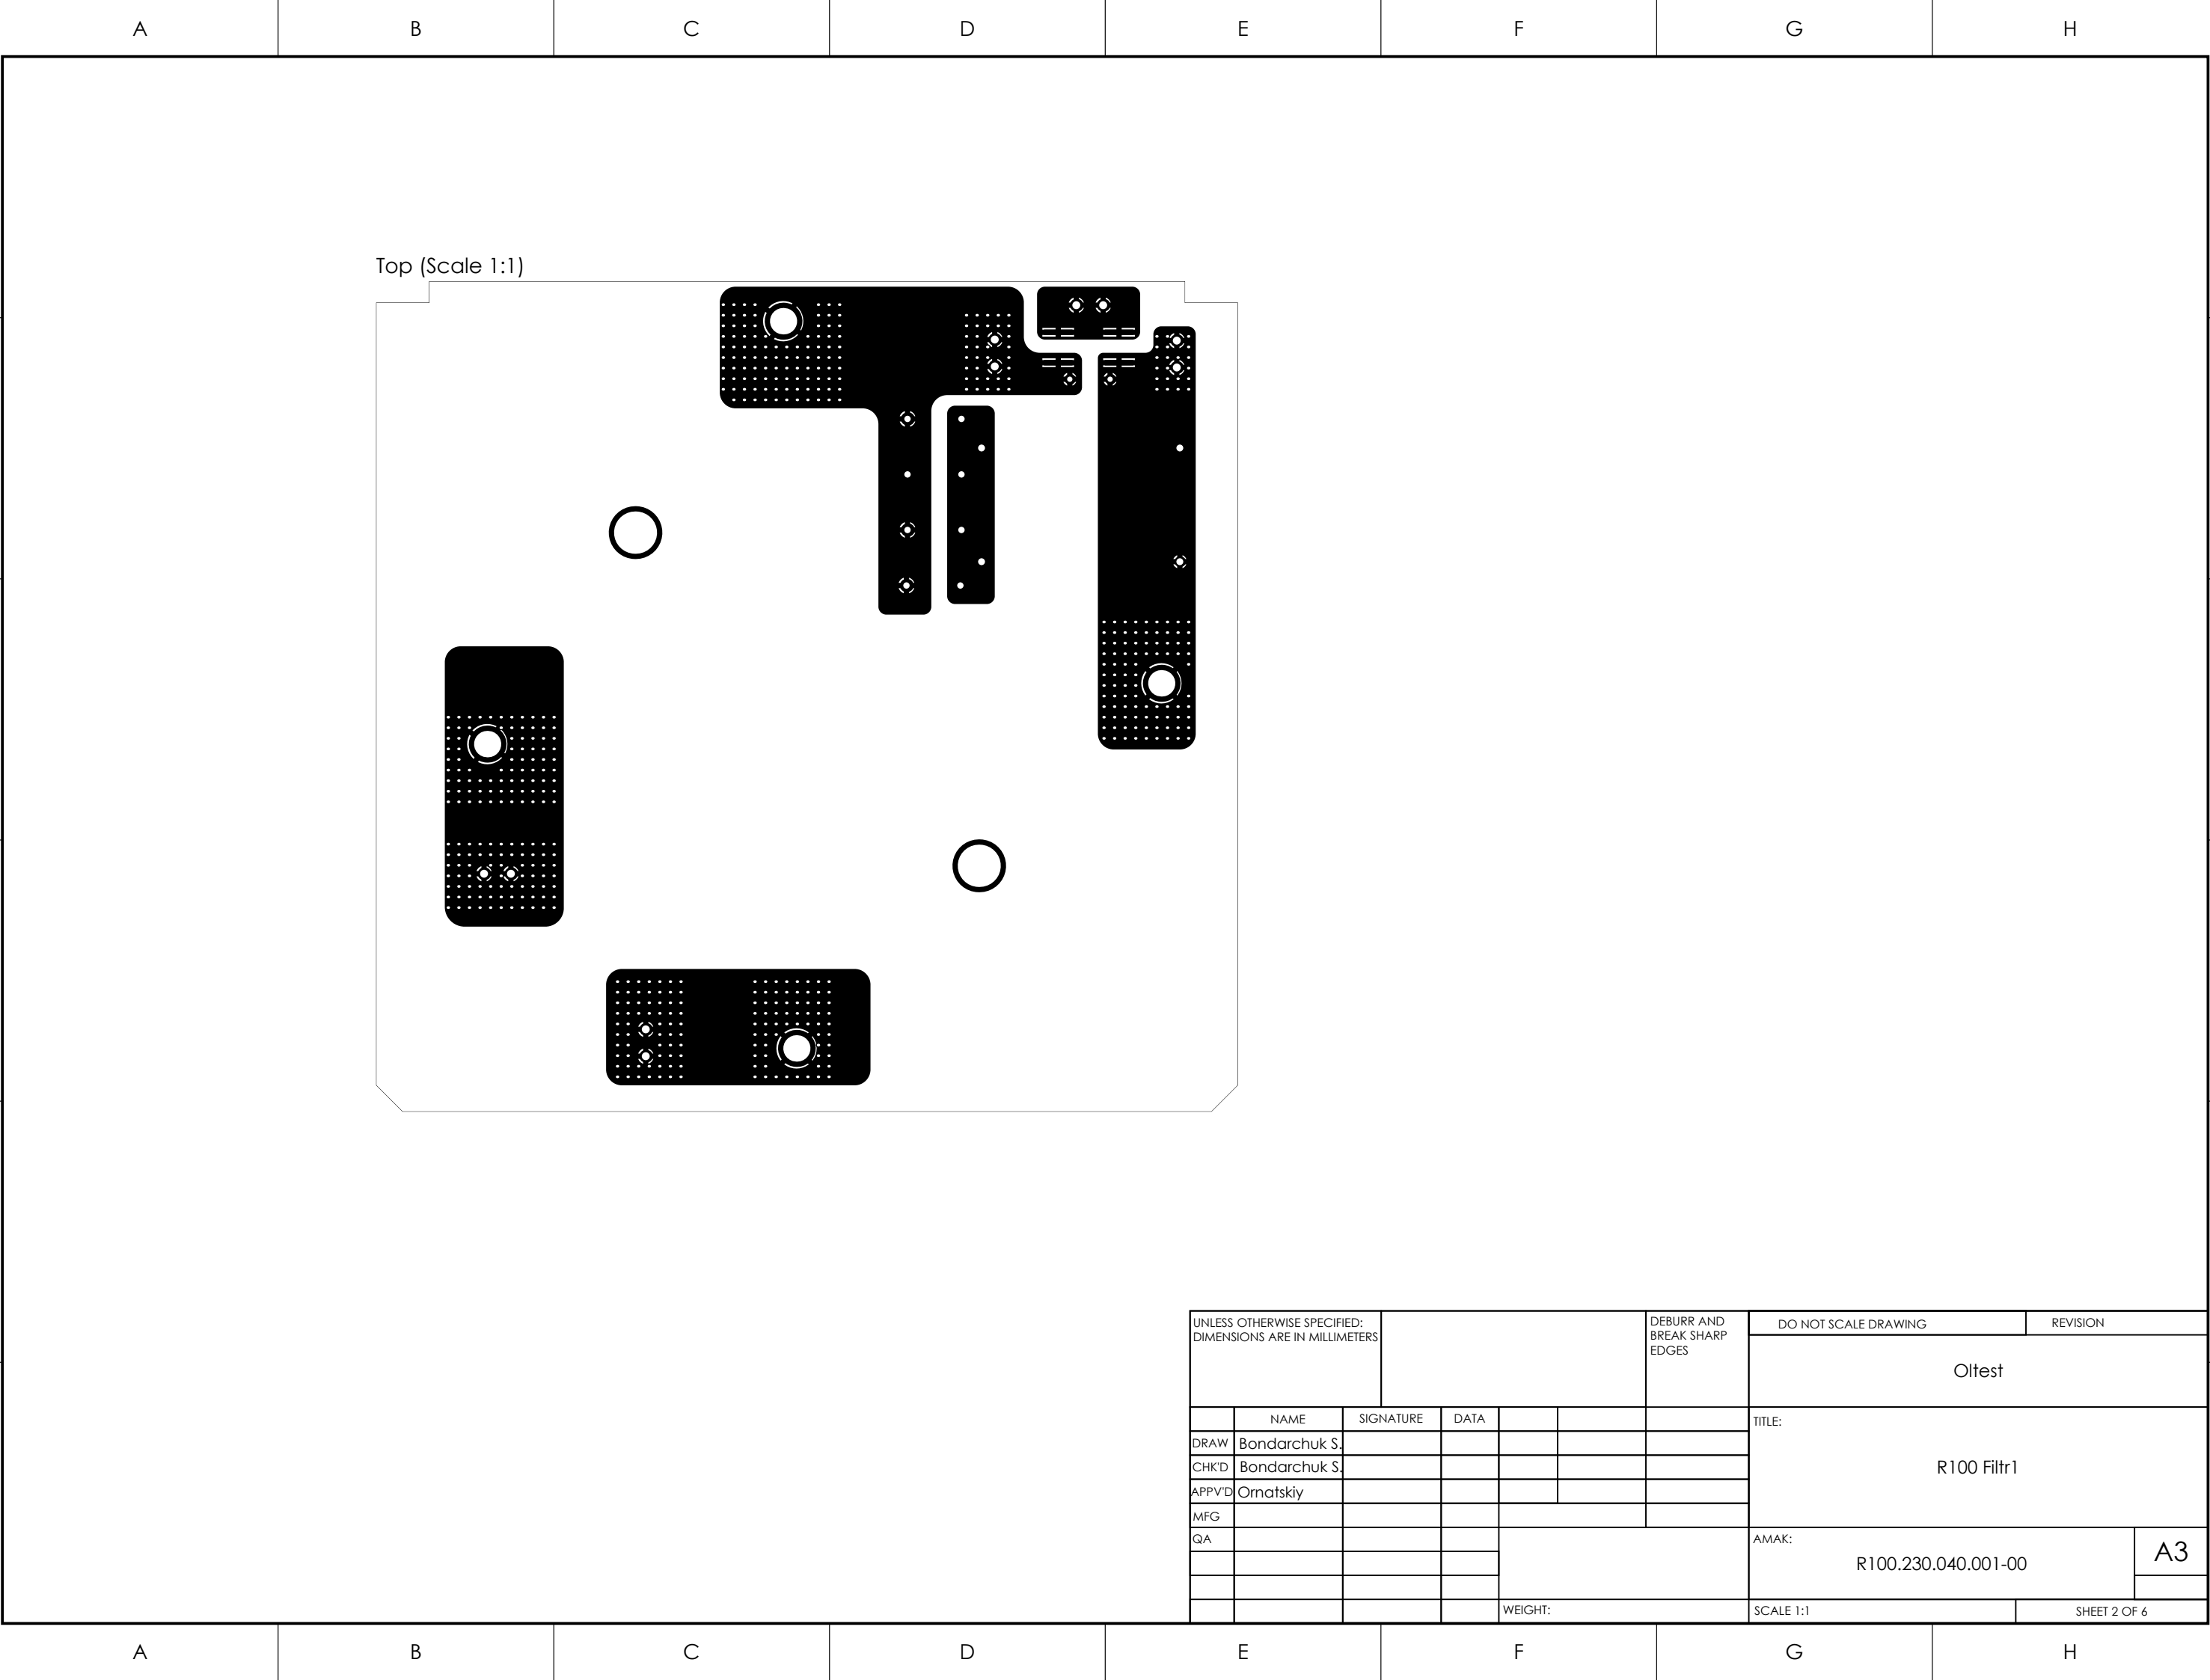 A B C D E F G H
Top (Scale 1:1)
UNLESS OTHERWISE SPECIFIED:
DIMENSIONS ARE IN MILLIMETERS
DEBURR AND
BREAK SHARP
EDGES
DO NOT SCALE DRAWING
REVISION
Oltest
NAME SIGNATURE DATA
TITLE:
DRAW Bondarchuk S.
CHK'D Bondarchuk S.
R100 Filtr1
APPV'D Ornatskiy
MFG
QA
AMAK:
A3
R100.230.040.001-00
WEIGHT:
SCALE 1:1
SHEET 2 OF 6
A B C D E F G H